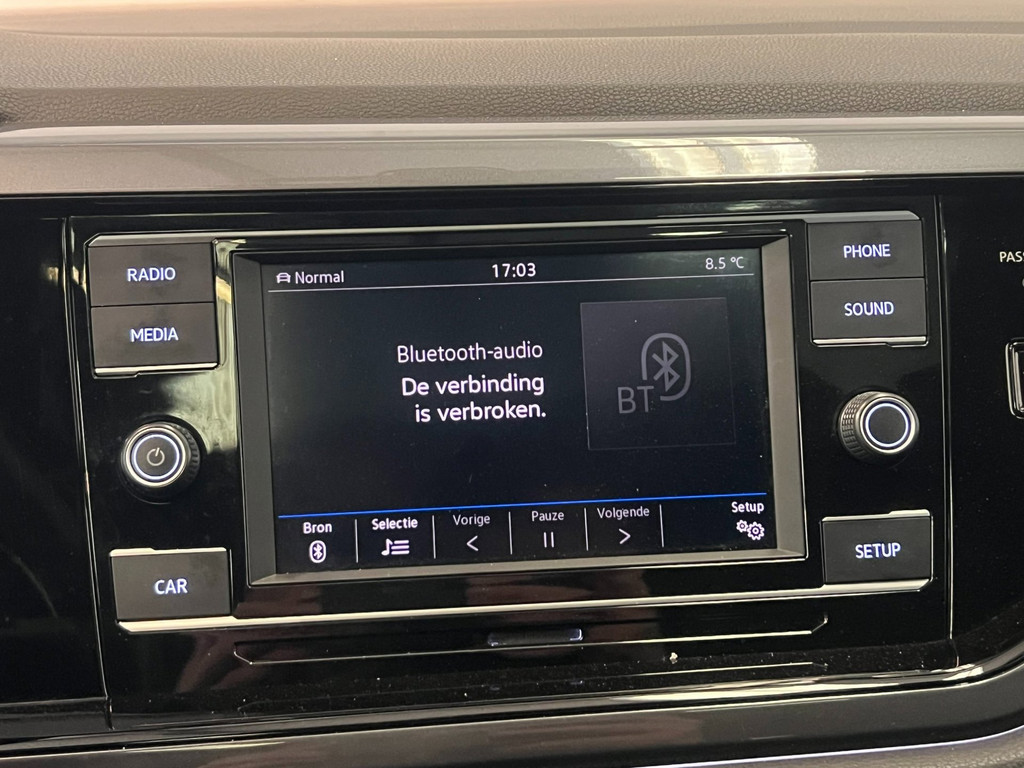 RADIO
MEDIA
CAR
Normal
17:03
8.5 °C
Bluetooth-audio
De verbinding
is verbroken.
BT
Bron
Selectie
Vorige
Pauze
Volgende
Setup
PHONE
SOUND
SETUP
PASS